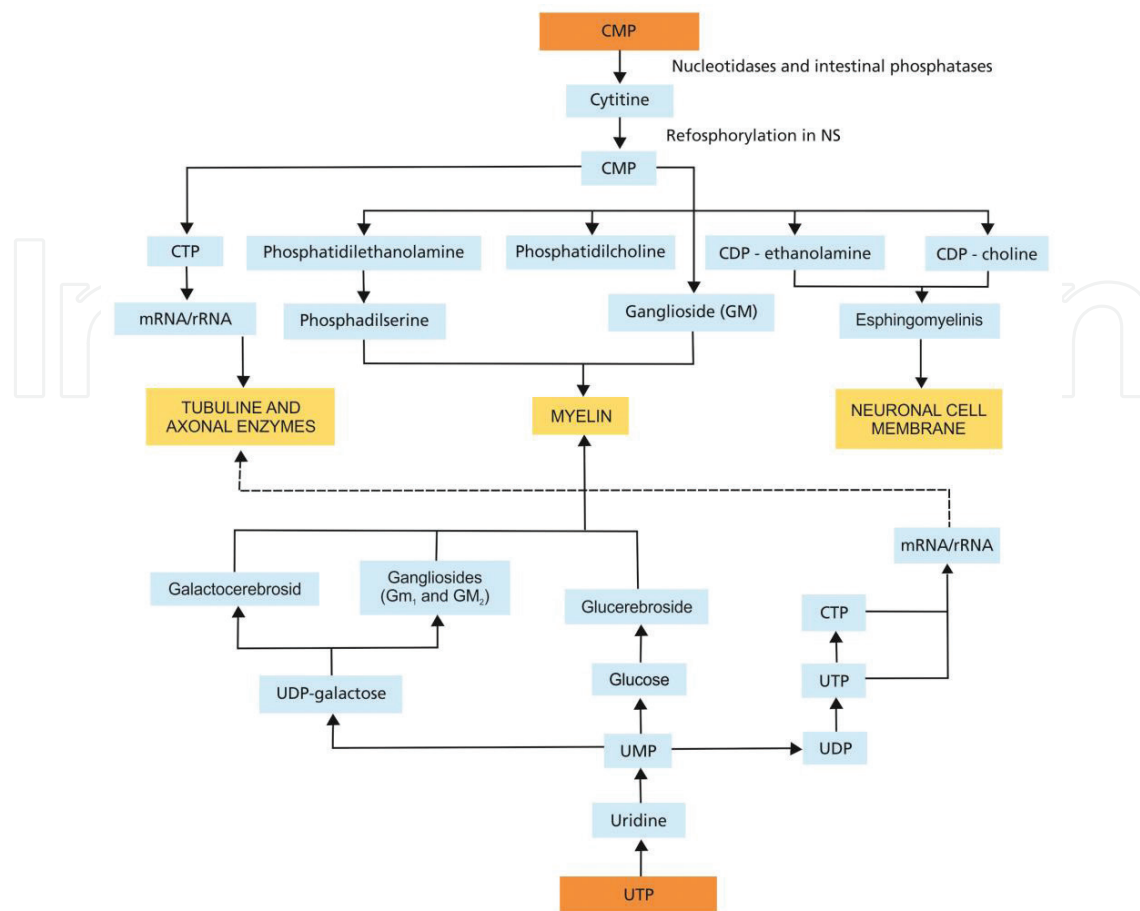 CMP
Nucleotidases and intestinal phosphatases
Cytitine
Refosphorylation in NS
CMP
CTP
Phosphatidilethanolamine
Phosphatidilcholine
CDP - ethanolamine
CDP - choline
mRNA/rRNA
Phosphadilserine
Ganglioside (GM)
Esphingomyelinis
TUBULINE AND
AXONAL ENZYMES
MYELIN
NEURONAL CELL
MEMBRANE
mRNA/rRNA
Galactocerebrosid
Gangliosides
(Gm₁ and GM₂)
Glucerebroside
CTP
UDP-galactose
Glucose
UTP
UMP
UDP
Uridine
UTP